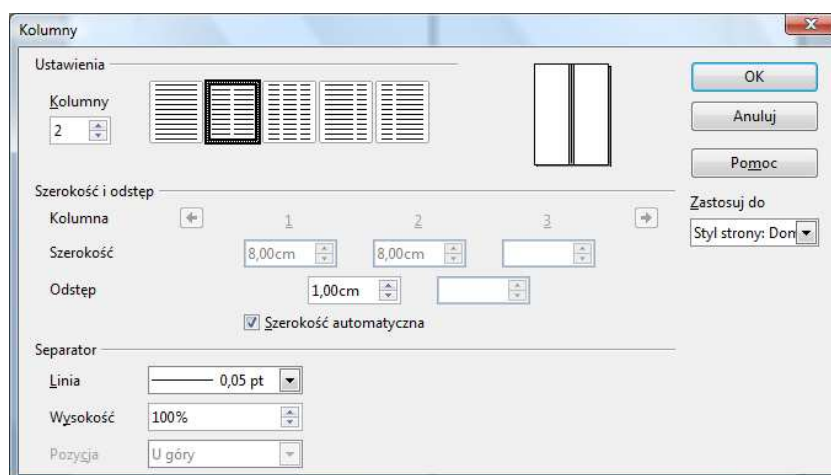 Kolumny
Ustawienia
Kolumny
2
OK
Anuluj
Pomoc
Szerokość i odstęp
Kolumna 1 2 3
Szerokość 8,00cm 8,00cm
Odstęp 1,00cm
Szerokość automatyczna
Zastosuj do
Styl strony: Dom
Separator
Linia 0,05 pt
Wysokość 100%
Pozycja U góry